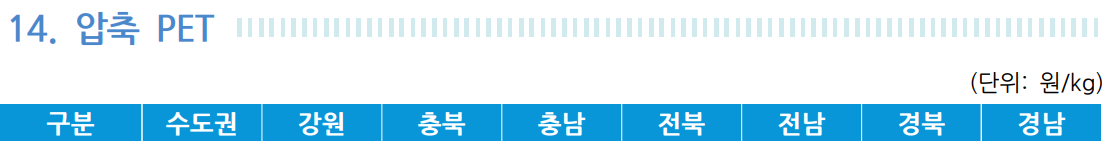 14. 압축 PET
(단위: 원/kg)
구분 수도권 강원 충북 충남 전북 전남 경북 경남